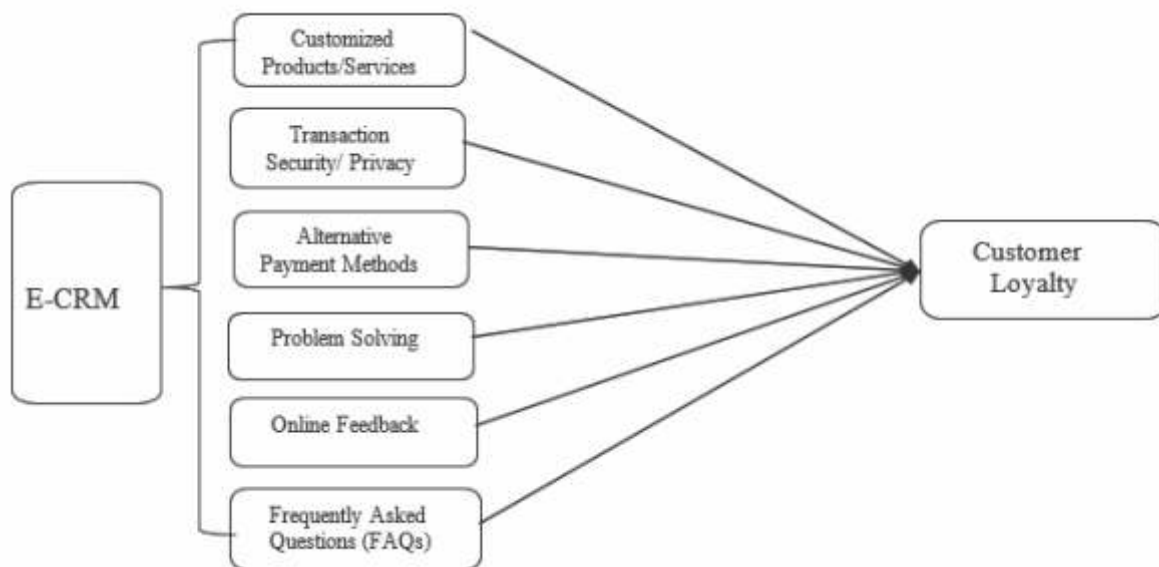 E-CRM
Customized
Products/Services
Transaction
Security/ Privacy
Alternative
Payment Methods
Problem Solving
Online Feedback
Frequently Asked
Questions (FAQs)
Customer
Loyalty